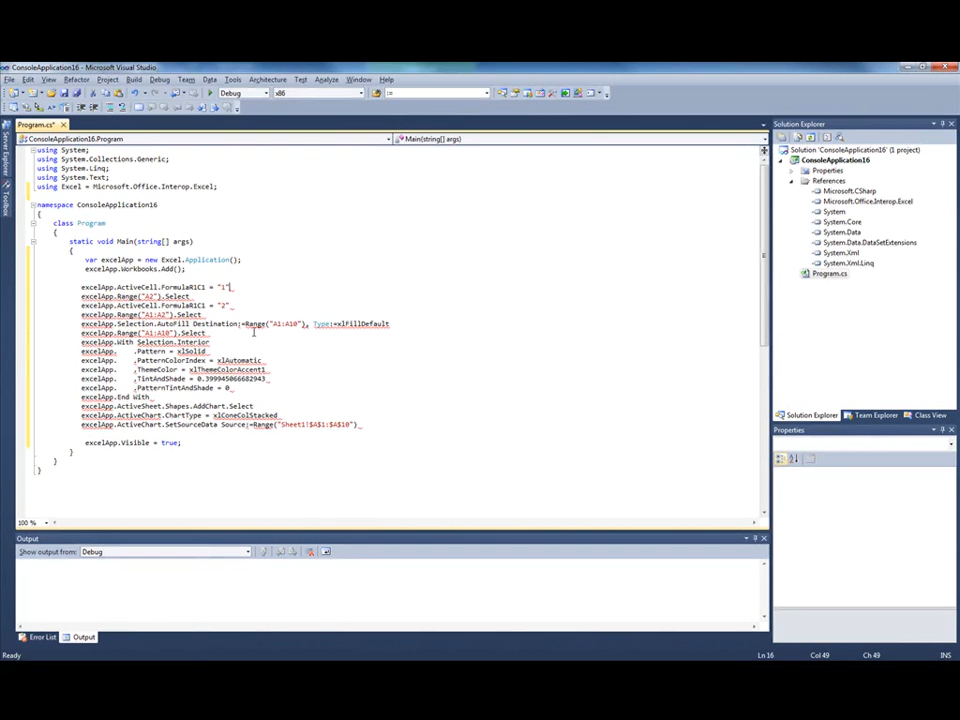 ConsoleApplication16 - Microsoft Visual Studio
File Edit View Refactor Project Build Debug Team Data Tools Architecture Test Analyze Window Help
Debug x86 :=
Program.cs*
ConsoleApplication16.Program Main(string[] args)
using System;
using System.Collections.Generic;
using System.Linq;
using System.Text;
using Excel = Microsoft.Office.Interop.Excel;
namespace ConsoleApplication16
{
class Program
{
static void Main(string[] args)
{
var excelApp = new Excel.Application();
excelApp.Workbooks.Add();
excelApp.ActiveCell.FormulaR1C1 = "1"
excelApp.Range("A2").Select
excelApp.ActiveCell.FormulaR1C1 = "2"
excelApp.Range("A1:A2").Select
excelApp.Selection.AutoFill Destination:=Range("A1:A10"), Type:=xlFillDefault
excelApp.Range("A1:A10").Select
excelApp.With Selection.Interior
excelApp. .Pattern = xlSolid
excelApp. .PatternColorIndex = xlAutomatic
excelApp. .ThemeColor = xlThemeColorAccent1
excelApp. .TintAndShade = 0.399945066682943
excelApp. .PatternTintAndShade = 0
excelApp.End With
excelApp.ActiveSheet.Shapes.AddChart.Select
excelApp.ActiveChart.ChartType = xlConeColStacked
excelApp.ActiveChart.SetSourceData Source:=Range("Sheet1!$A$1:$A$10")
excelApp.Visible = true;
}
}
}
100 %
Output
Show output from: Debug
Error List Output
Ready Ln 16 Col 49 Ch 49 INS
Server Explorer
Toolbox
Solution Explorer
Solution 'ConsoleApplication16' (1 project)
ConsoleApplication16
Properties
References
Microsoft.CSharp
Microsoft.Office.Interop.Excel
System
System.Core
System.Data
System.Data.DataSetExtensions
System.Xml
System.Xml.Linq
Program.cs
Solution Explorer Team Explorer Class View
Properties